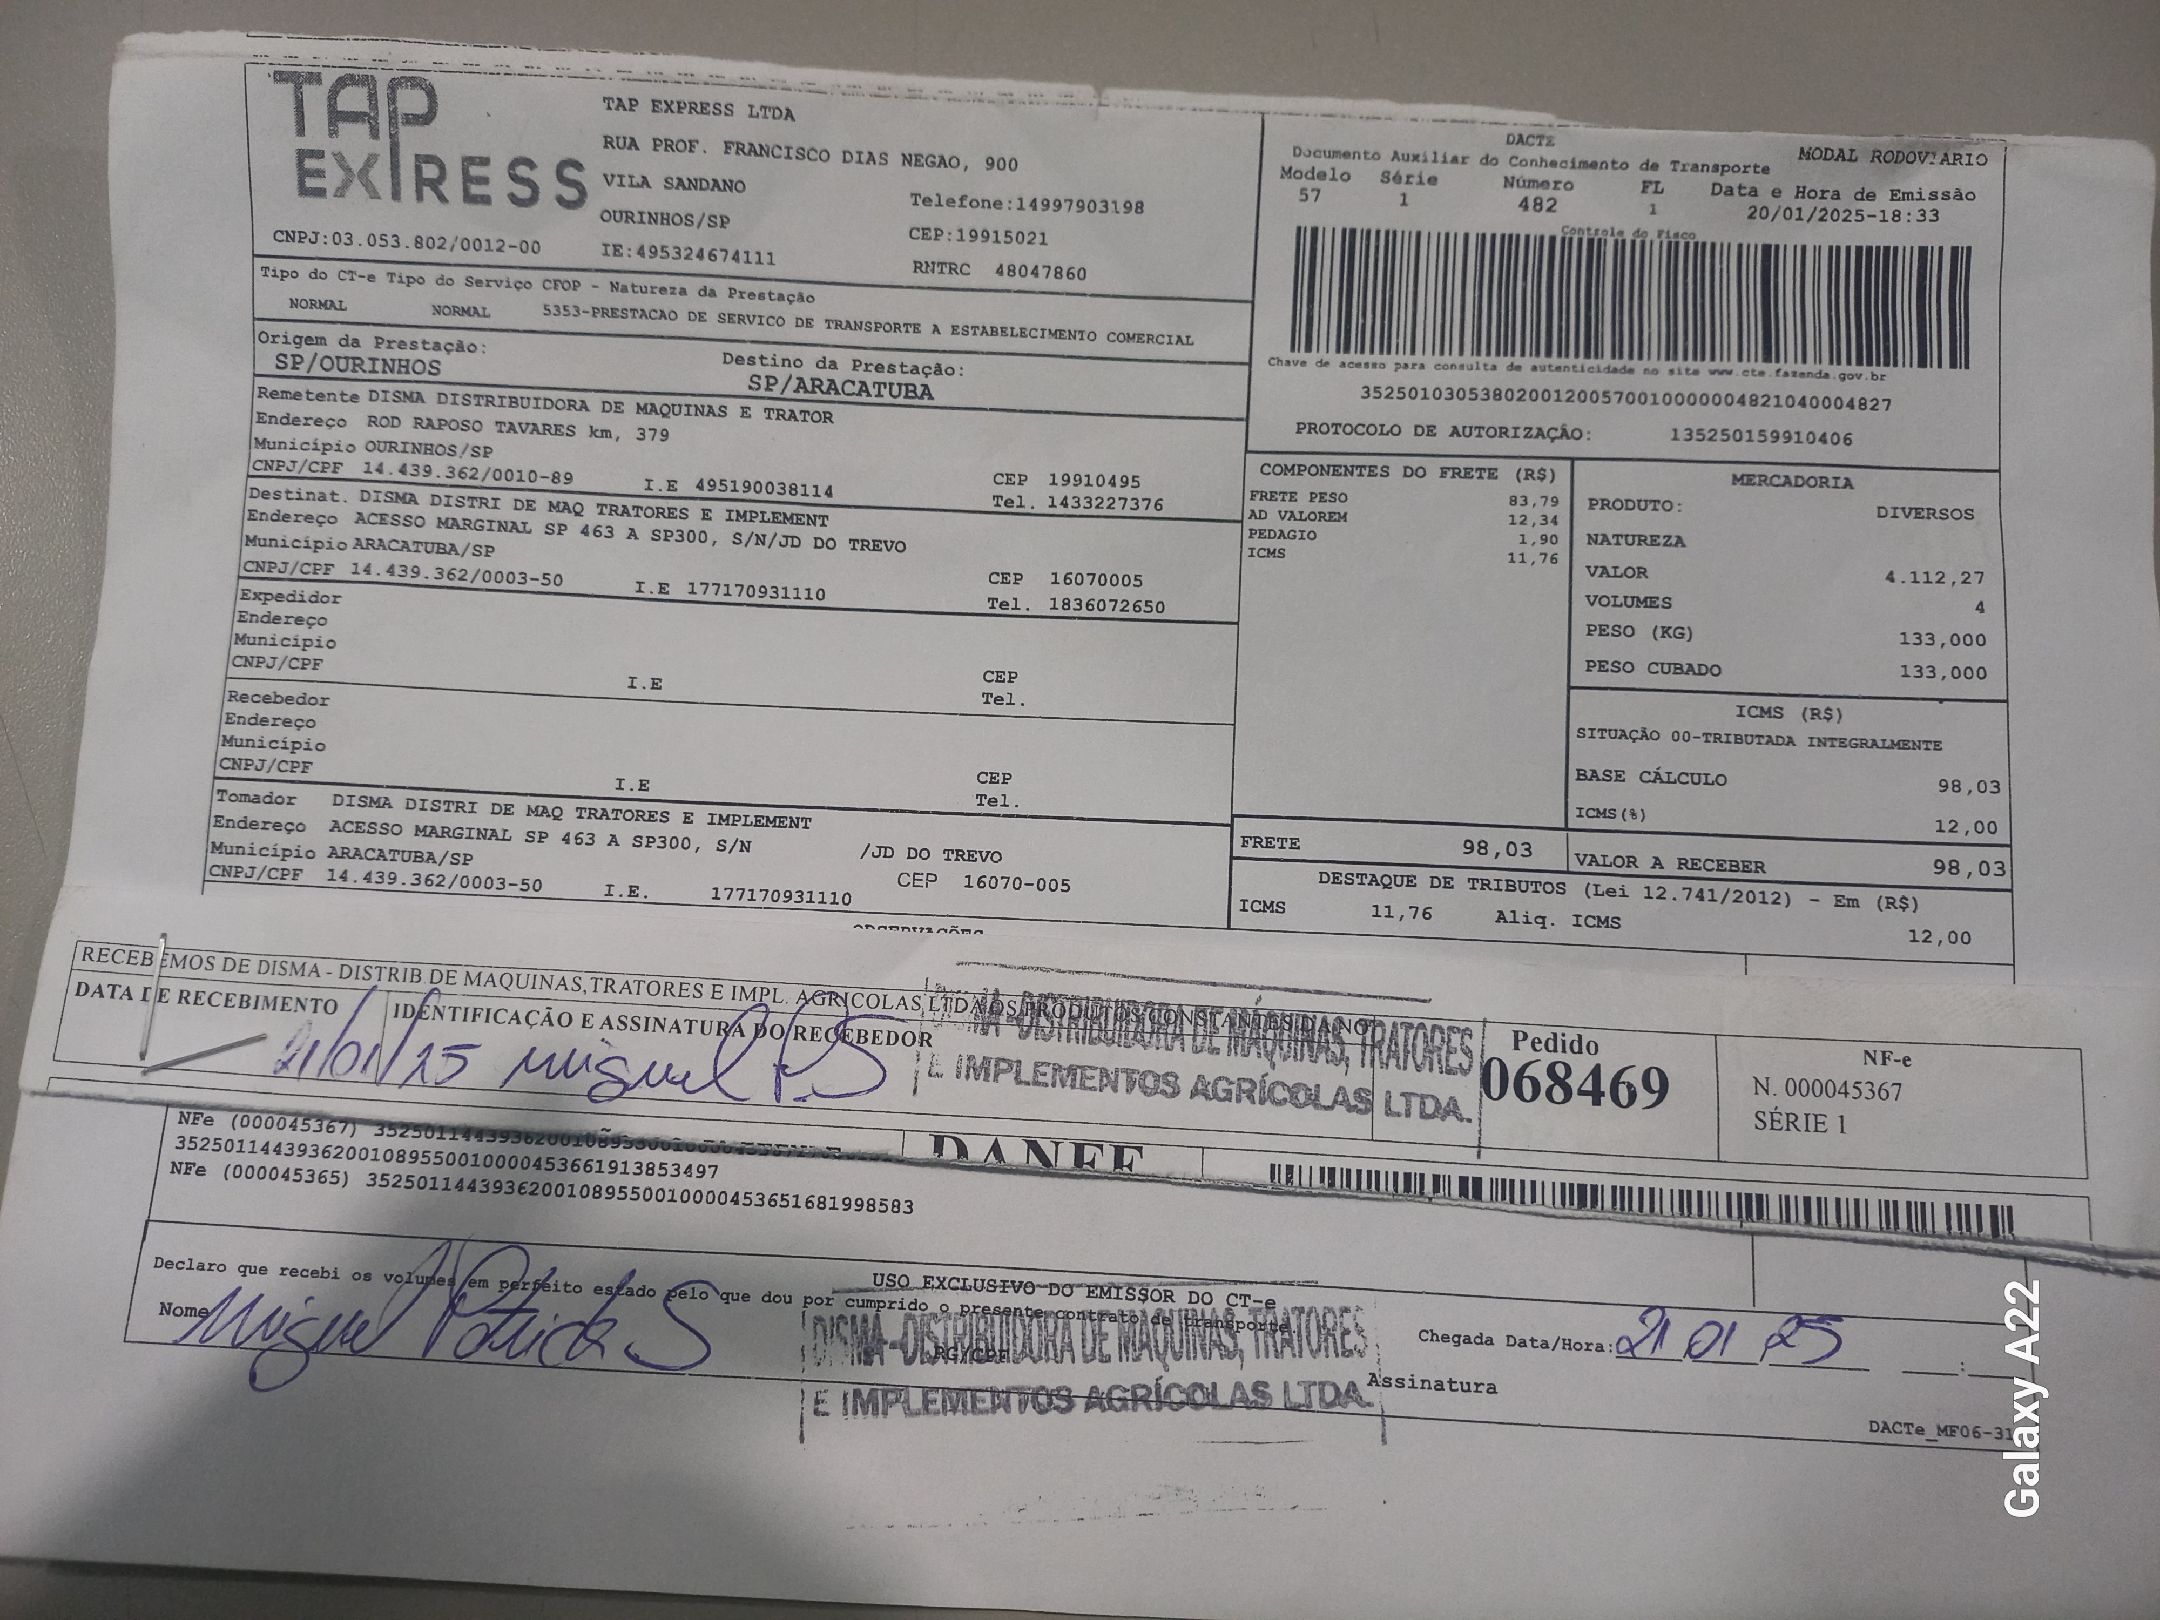 TAP
EXPRESS
TAP EXPRESS LTDA
RUA PROF. FRANCISCO DIAS NEGAO, 900
VILA SANDANO
Telefone:14997903198
OURINHOS/SP
CEP:19915021
CNPJ:03.053.802/0012-00
IE:495324674111
RNTRC 48047860
DACTE
MODAL RODOVIARIO
Documento Auxiliar do Conhecimento de Transporte
Modelo Série Número FL Data e Hora de Emissão
57 1 482 1 20/01/2025-18:33
Controle do Fisco
Chave de acesso para consulta de autenticidade no site www.cte.fazenda.gov.br
35250103053802001200570010000004821040004827
PROTOCOLO DE AUTORIZAÇÃO: 135250159910406
Tipo do CT-e Tipo do Serviço CFOP - Natureza da Prestação
NORMAL NORMAL 5353-PRESTACAO DE SERVICO DE TRANSPORTE A ESTABELECIMENTO COMERCIAL
Origem da Prestação: Destino da Prestação:
SP/OURINHOS SP/ARACATUBA
Remetente DISMA DISTRIBUIDORA DE MAQUINAS E TRATOR
Endereço ROD RAPOSO TAVARES km, 379
Município OURINHOS/SP CEP 19910495
CNPJ/CPF 14.439.362/0010-89 I.E 495190038114 Tel. 1433227376
Destinat. DISMA DISTRI DE MAQ TRATORES E IMPLEMENT
Endereço ACESSO MARGINAL SP 463 A SP300, S/N/JD DO TREVO
Município ARACATUBA/SP CEP 16070005
CNPJ/CPF 14.439.362/0003-50 I.E 177170931110 Tel. 1836072650
Expedidor
Endereço
Município CEP
CNPJ/CPF I.E Tel.
Recebedor
Endereço
Município CEP
CNPJ/CPF I.E Tel.
Tomador DISMA DISTRI DE MAQ TRATORES E IMPLEMENT
Endereço ACESSO MARGINAL SP 463 A SP300, S/N /JD DO TREVO
Município ARACATUBA/SP CEP 16070-005
CNPJ/CPF 14.439.362/0003-50 I.E. 177170931110
COMPONENTES DO FRETE (R$)
FRETE PESO 83,79
AD VALOREM 12,34
PEDAGIO 1,90
ICMS 11,76
MERCADORIA
PRODUTO: DIVERSOS
NATUREZA
VALOR 4.112,27
VOLUMES 4
PESO (KG) 133,000
PESO CUBADO 133,000
ICMS (R$)
SITUAÇÃO 00-TRIBUTADA INTEGRALMENTE
BASE CÁLCULO 98,03
ICMS(%) 12,00
FRETE 98,03
VALOR A RECEBER 98,03
DESTAQUE DE TRIBUTOS (Lei 12.741/2012) - Em (R$)
ICMS 11,76 Aliq. ICMS 12,00
OBSERVAÇÕES
RECEBEMOS DE DISMA - DISTRIB DE MAQUINAS,TRATORES E IMPL. AGRICOLAS LTDA OS PRODUTOS CONSTANTES DA NO
DATA DE RECEBIMENTO IDENTIFICAÇÃO E ASSINATURA DO RECEBEDOR
21/01/25 Miguel P.S
DISTRIBUIDORA DE MÁQUINAS, TRATORES
E IMPLEMENTOS AGRÍCOLAS LTDA.
Pedido
068469
NF-e
N. 000045367
SÉRIE 1
NFe (000045367)
35250114439362001089550010000453661913853497
NFe (000045365) 35250114439362001089550010000453651681998583
DANFE
USO EXCLUSIVO DO EMISSOR DO CT-e
Declaro que recebi os volumes em perfeito estado pelo que dou por cumprido o presente contrato de transporte
Nome Miguel S
RG/CPF
DISMA-DISTRIBUIDORA DE MÁQUINAS, TRATORES
E IMPLEMENTOS AGRÍCOLAS LTDA.
Chegada Data/Hora: 21 01 25 :
Assinatura
DACTe_MF06-31
Galaxy A22